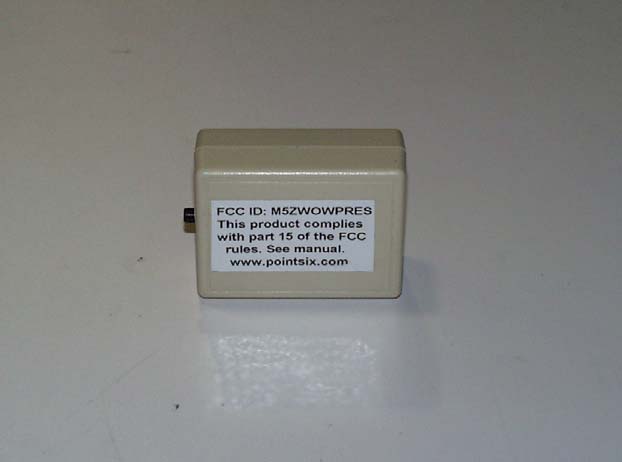 FCC ID: M5ZWOWPRES
This product complies
with part 15 of the FCC
rules. See manual.
www.pointsix.com